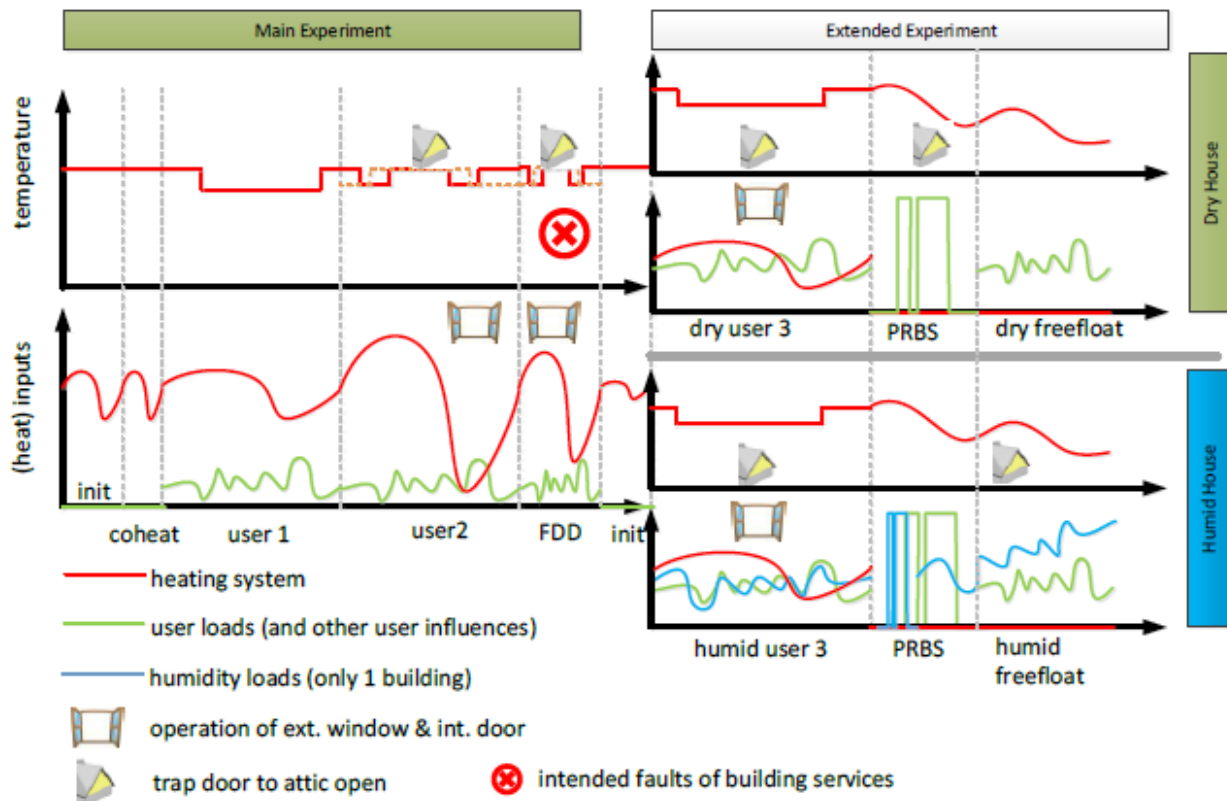 Main Experiment
Extended Experiment
temperature
Dry House
dry user 3
PRBS
dry freefloat
(heat) inputs
init
coheat
user 1
user2
FDD
init
Humid House
humid user 3
PRBS
humid
freefloat
heating system
user loads (and other user influences)
humidity loads (only 1 building)
operation of ext. window & int. door
trap door to attic open
intended faults of building services